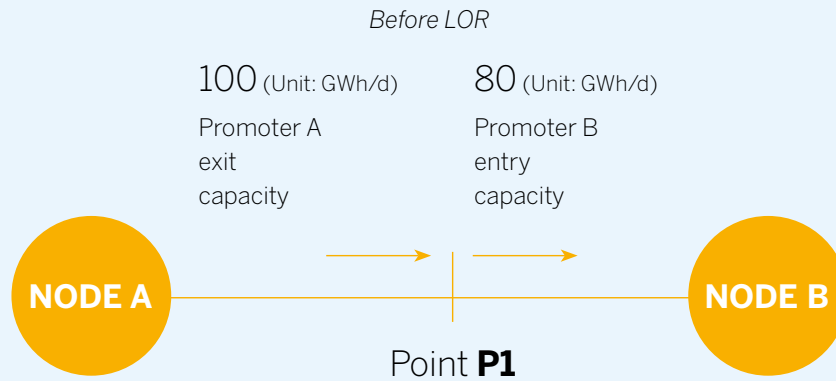 Before LOR
100 (Unit: GWh/d)
Promoter A
exit
capacity
80 (Unit: GWh/d)
Promoter B
entry
capacity
NODE A
NODE B
Point P1